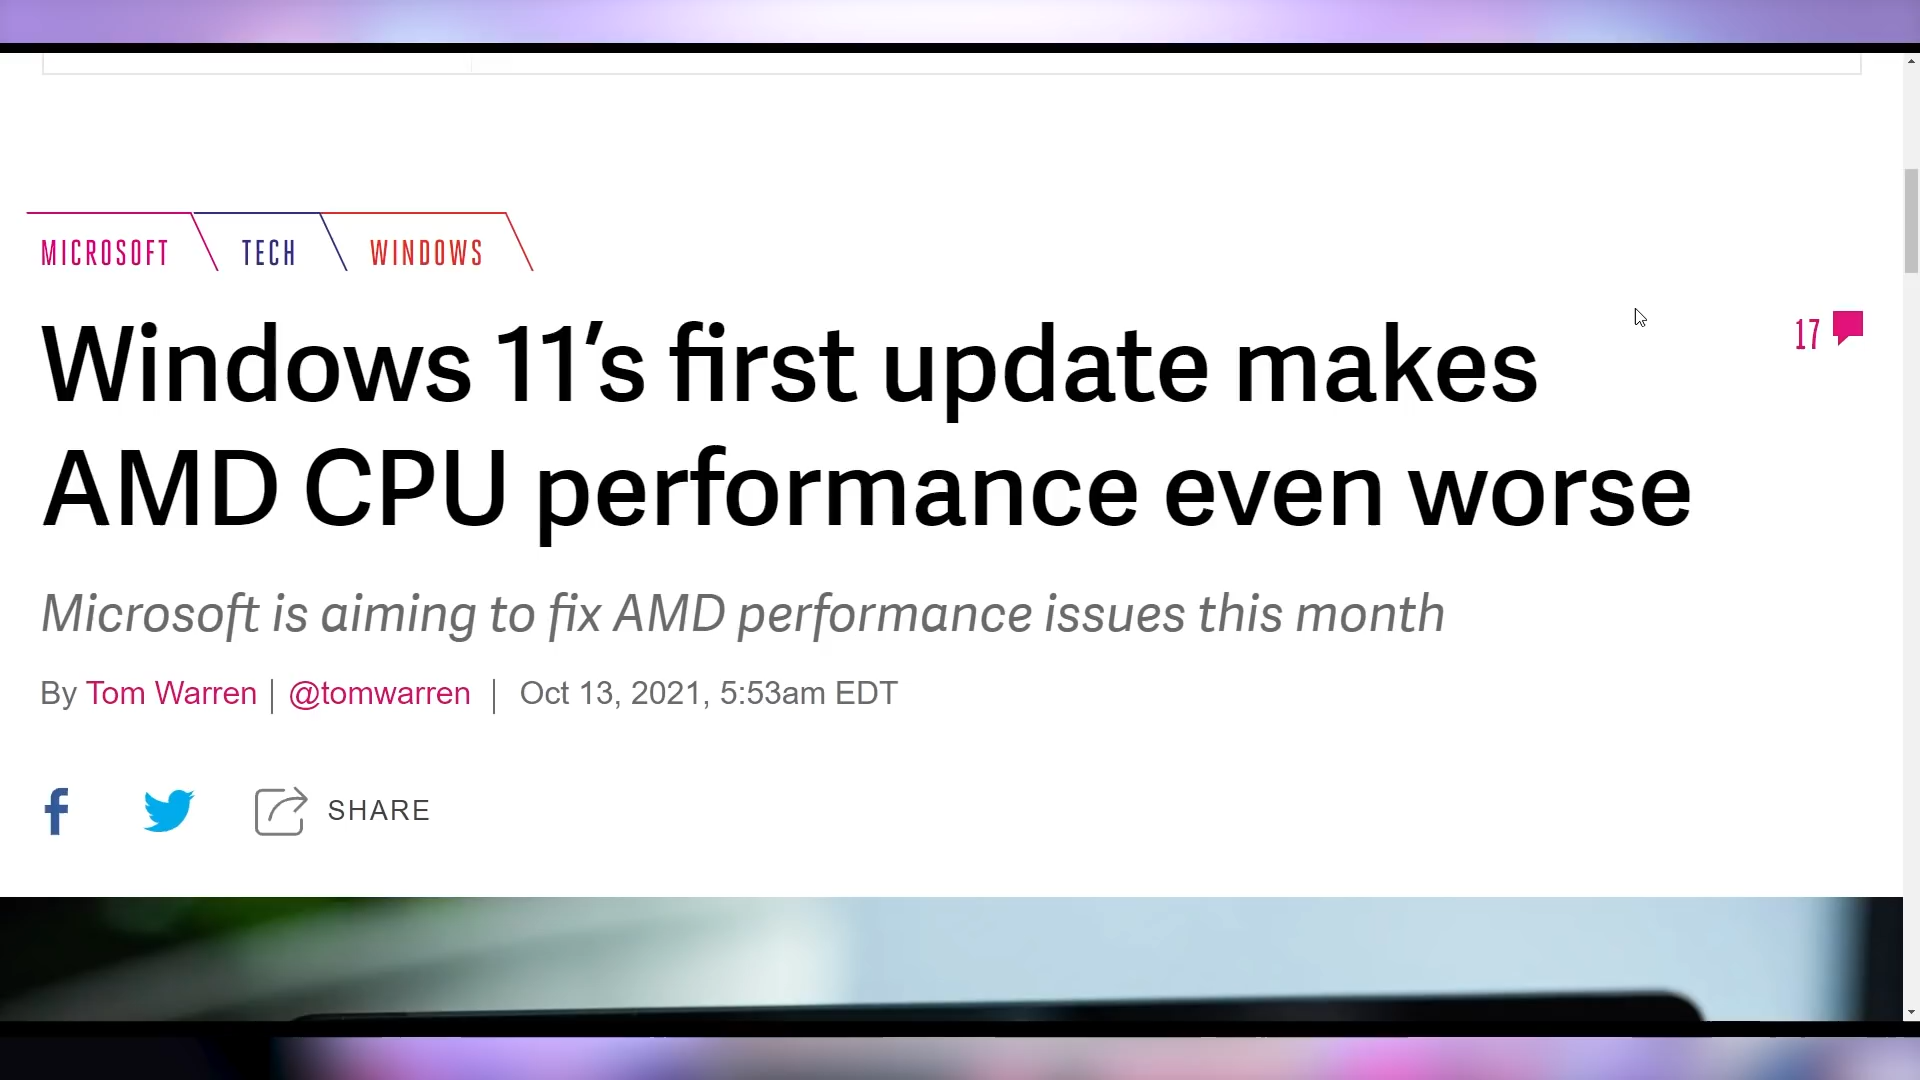 MICROSOFT TECH WINDOWS
Windows 11’s first update makes
17
AMD CPU performance even worse
Microsoft is aiming to fix AMD performance issues this month
By Tom Warren | @tomwarren | Oct 13, 2021, 5:53am EDT
SHARE